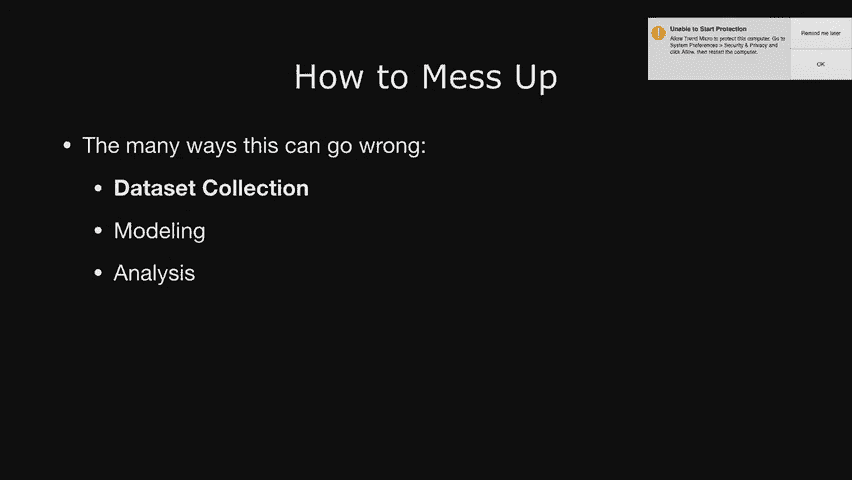 Unable to Start Protection
Allow Trend Micro to protect this computer. Go to
System Preferences > Security & Privacy and
click Allow, then restart the computer.
Remind me later
OK
How to Mess Up
• The many ways this can go wrong:
• Dataset Collection
• Modeling
• Analysis